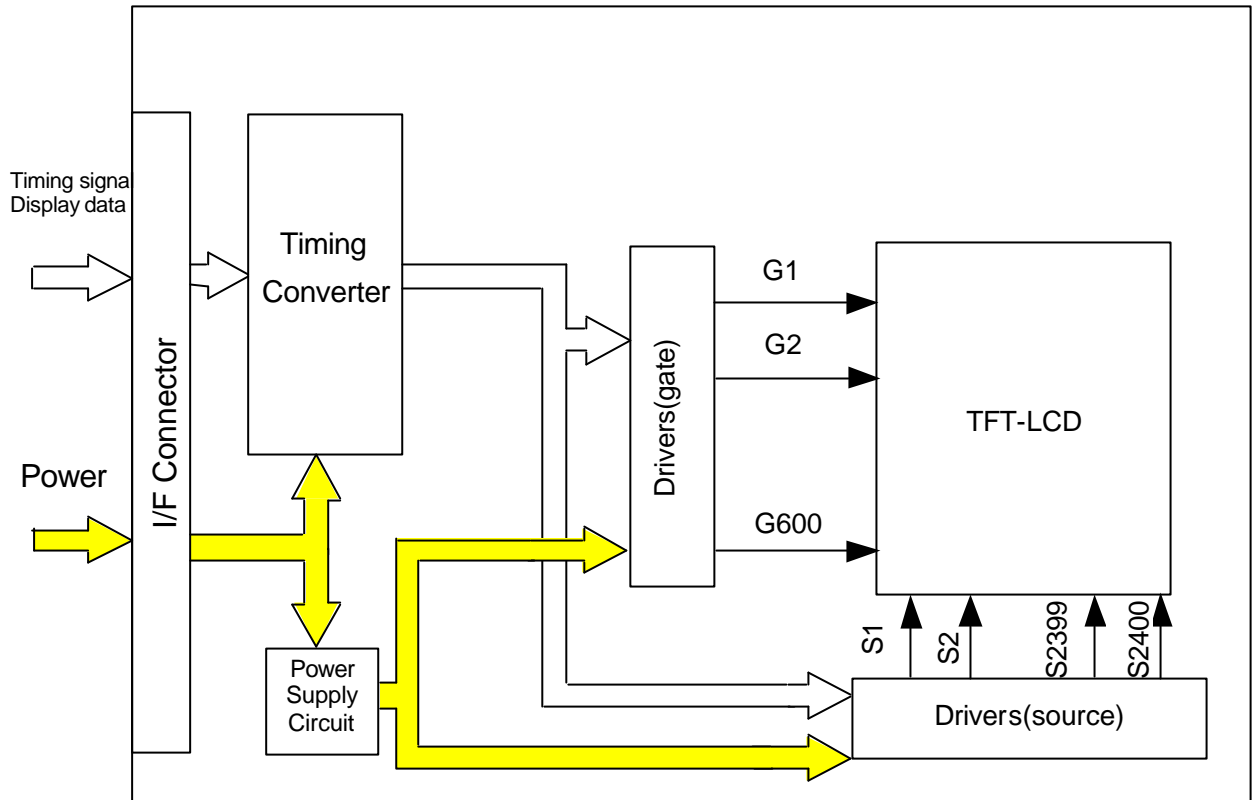 Timing signal
Display data
Power
I/F Connector
Timing
Converter
Power
Supply
Circuit
Drivers(gate)
G1
G2
G600
TFT-LCD
S1
S2
S2399
S2400
Drivers(source)